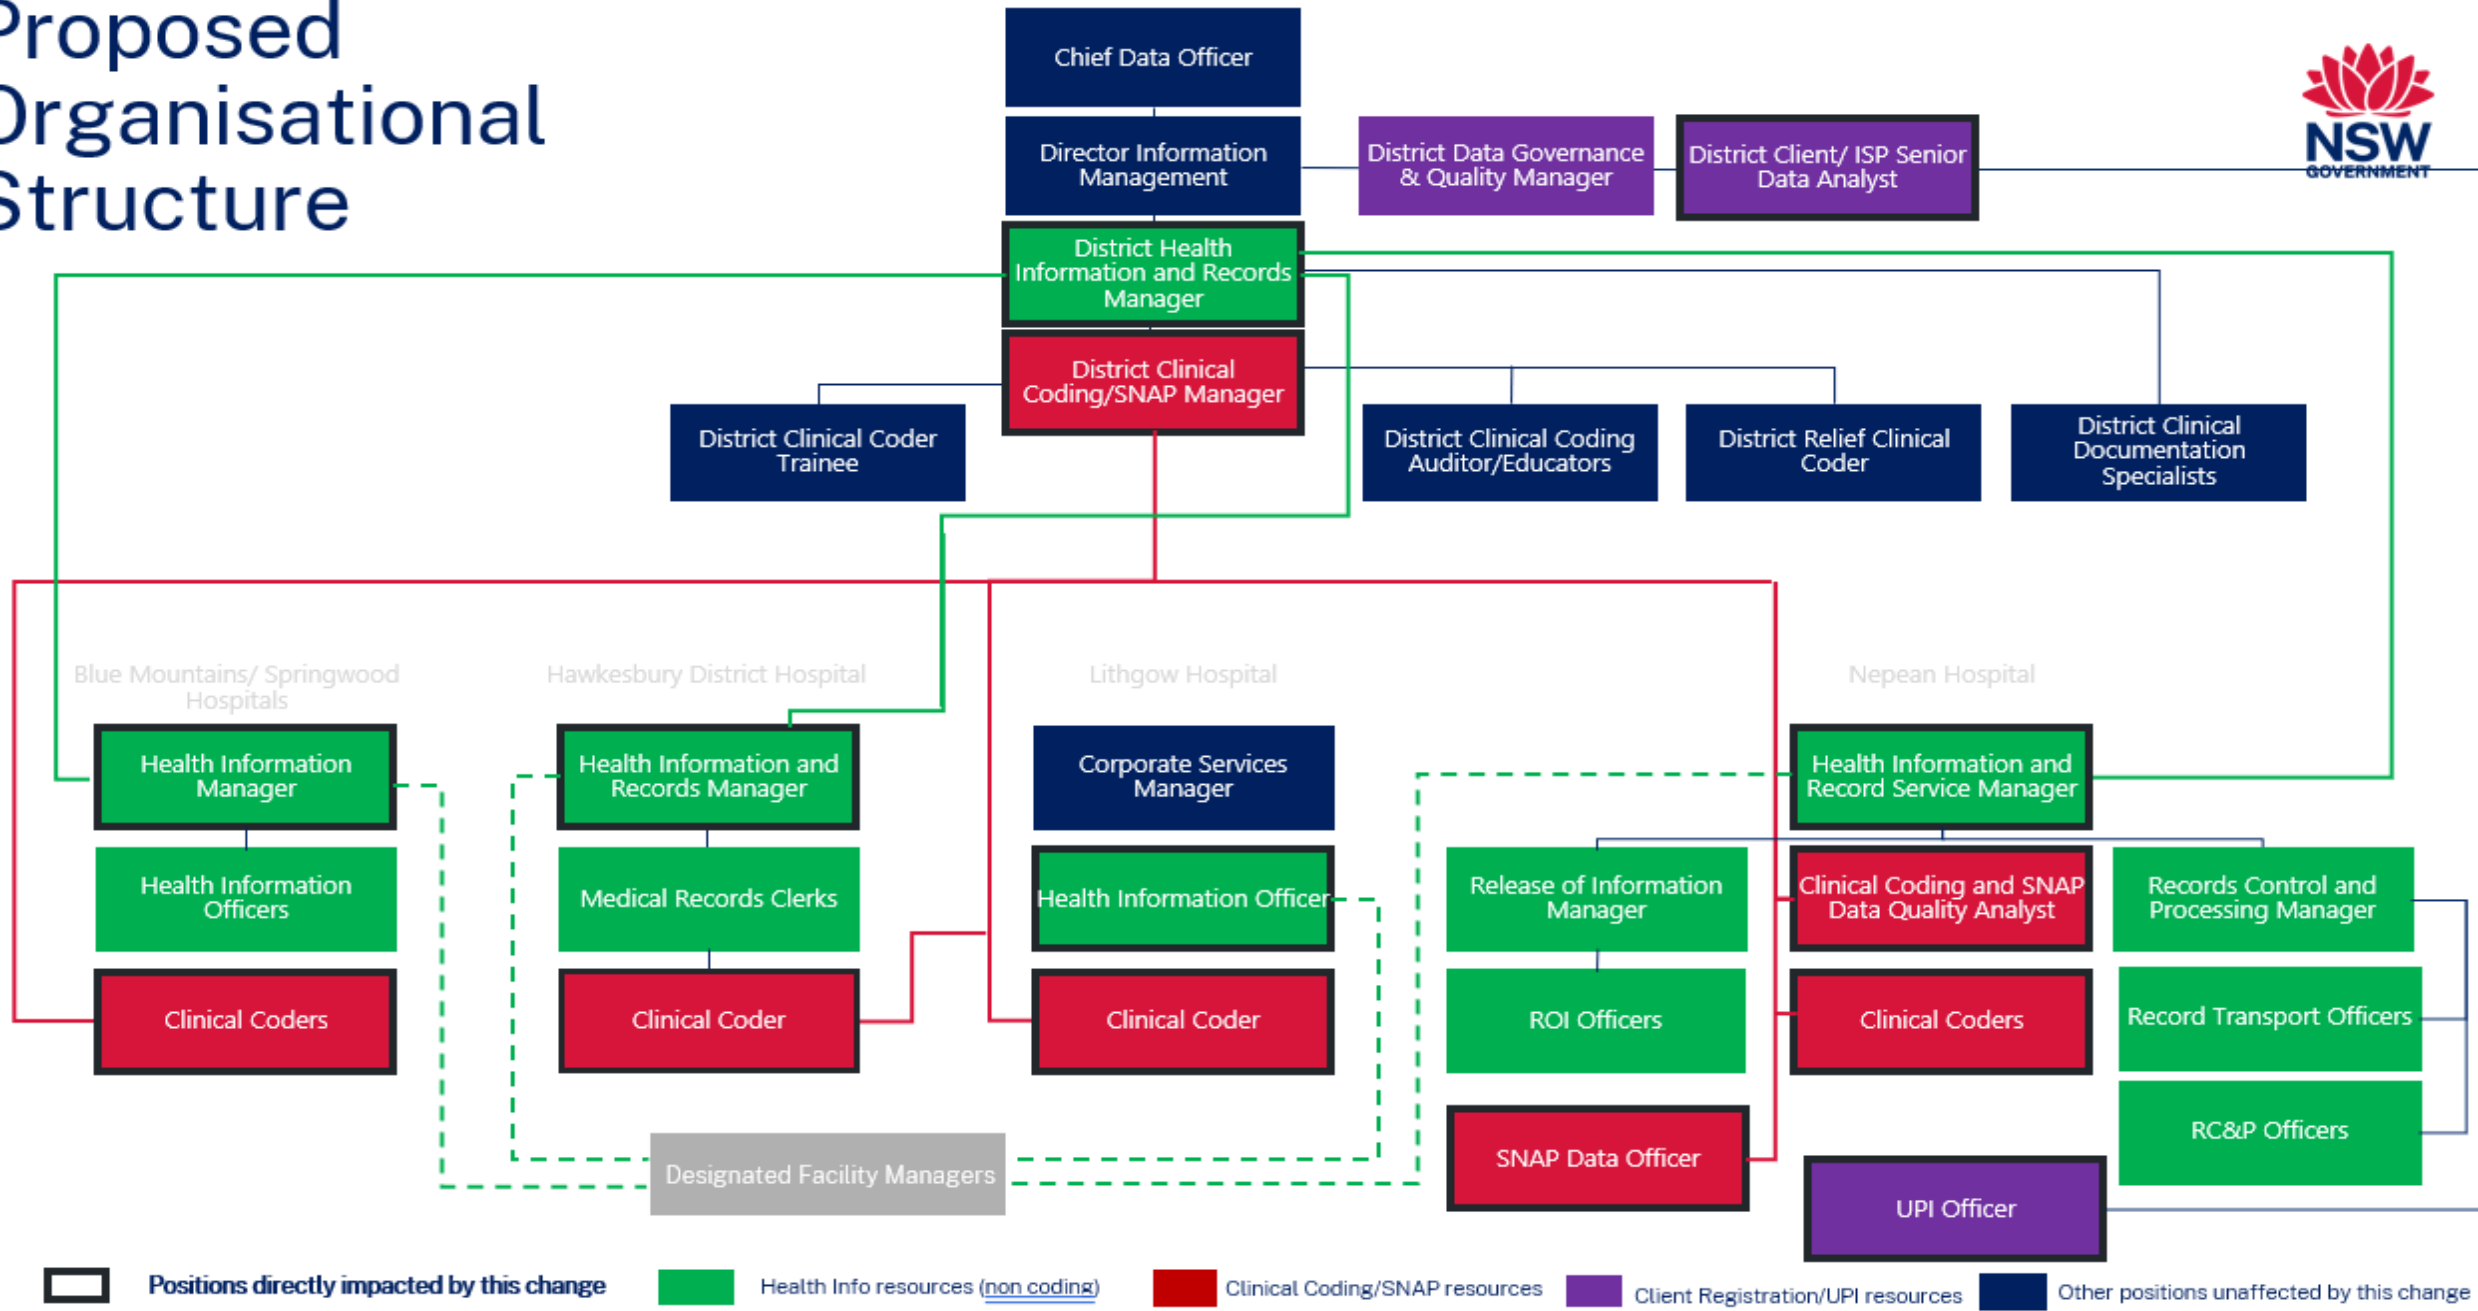 Proposed
Organisational
Structure
Chief Data Officer
NSW
GOVERNMENT
Director Information
Management
District Data Governance
& Quality Manager
District Client/ ISP Senior
Data Analyst
District Health
Information and Records
Manager
District Clinical
Coding/SNAP Manager
District Clinical Coder
Trainee
District Clinical Coding
Auditor/Educators
District Relief Clinical
Coder
District Clinical
Documentation
Specialists
Blue Mountains/ Springwood
Hospitals
Hawkesbury District Hospital
Lithgow Hospital
Nepean Hospital
Health Information
Manager
Health Information and
Records Manager
Corporate Services
Manager
Health Information and
Record Service Manager
Health Information
Officers
Medical Records Clerks
Health Information Officer
Release of Information
Manager
Clinical Coding and SNAP
Data Quality Analyst
Records Control and
Processing Manager
Clinical Coders
Clinical Coder
Clinical Coder
ROI Officers
Clinical Coders
Record Transport Officers
RC&P Officers
Designated Facility Managers
SNAP Data Officer
UPI Officer
Positions directly impacted by this change
Health Info resources (non coding)
Clinical Coding/SNAP resources
Client Registration/UPI resources
Other positions unaffected by this change